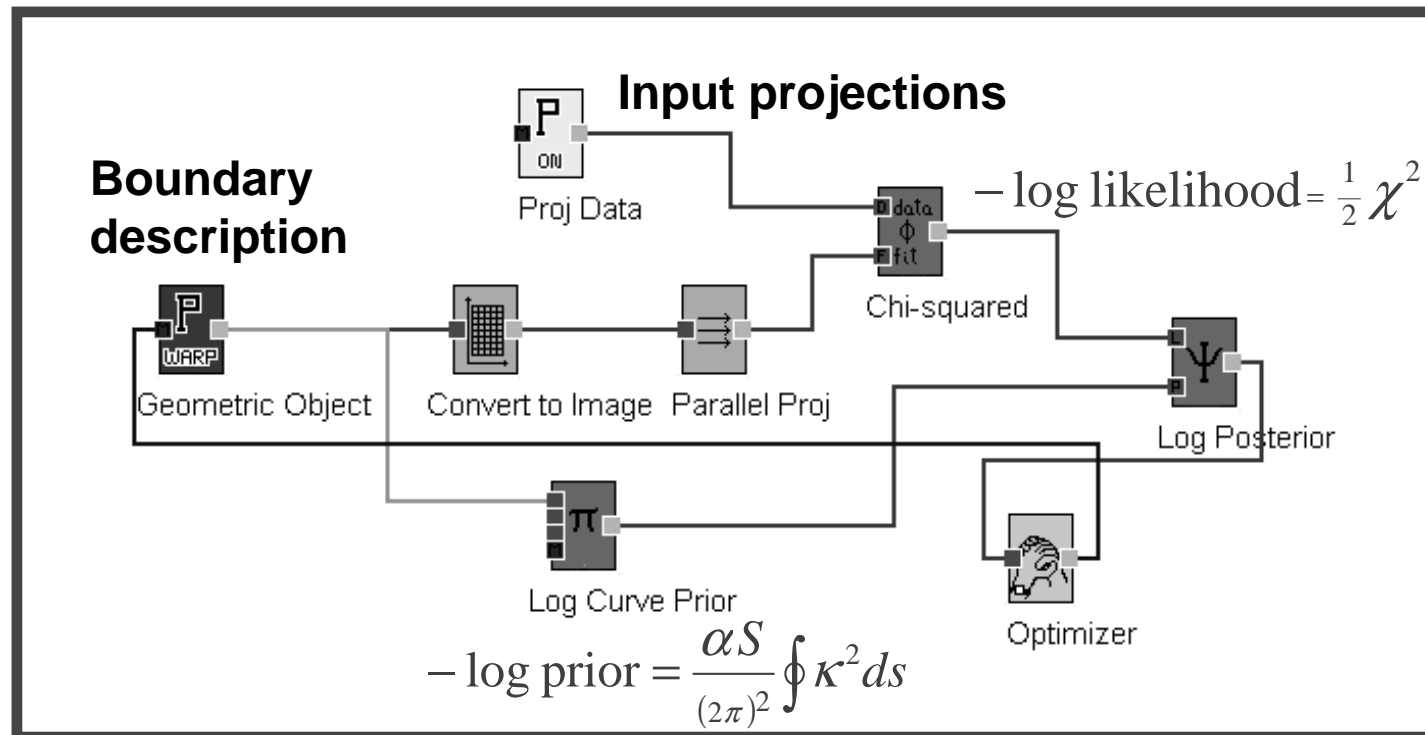 Input projections
P
M
ON
Proj Data
Boundary
description
D data
Φ
F fit
− log likelihood = 1/2 χ²
Chi-squared
P
M
WARP
Geometric Object
Convert to Image
Parallel Proj
L
Ψ
P
Log Posterior
π
M
Log Curve Prior
Optimizer
− log prior = αS/(2π)² ∮ κ² ds